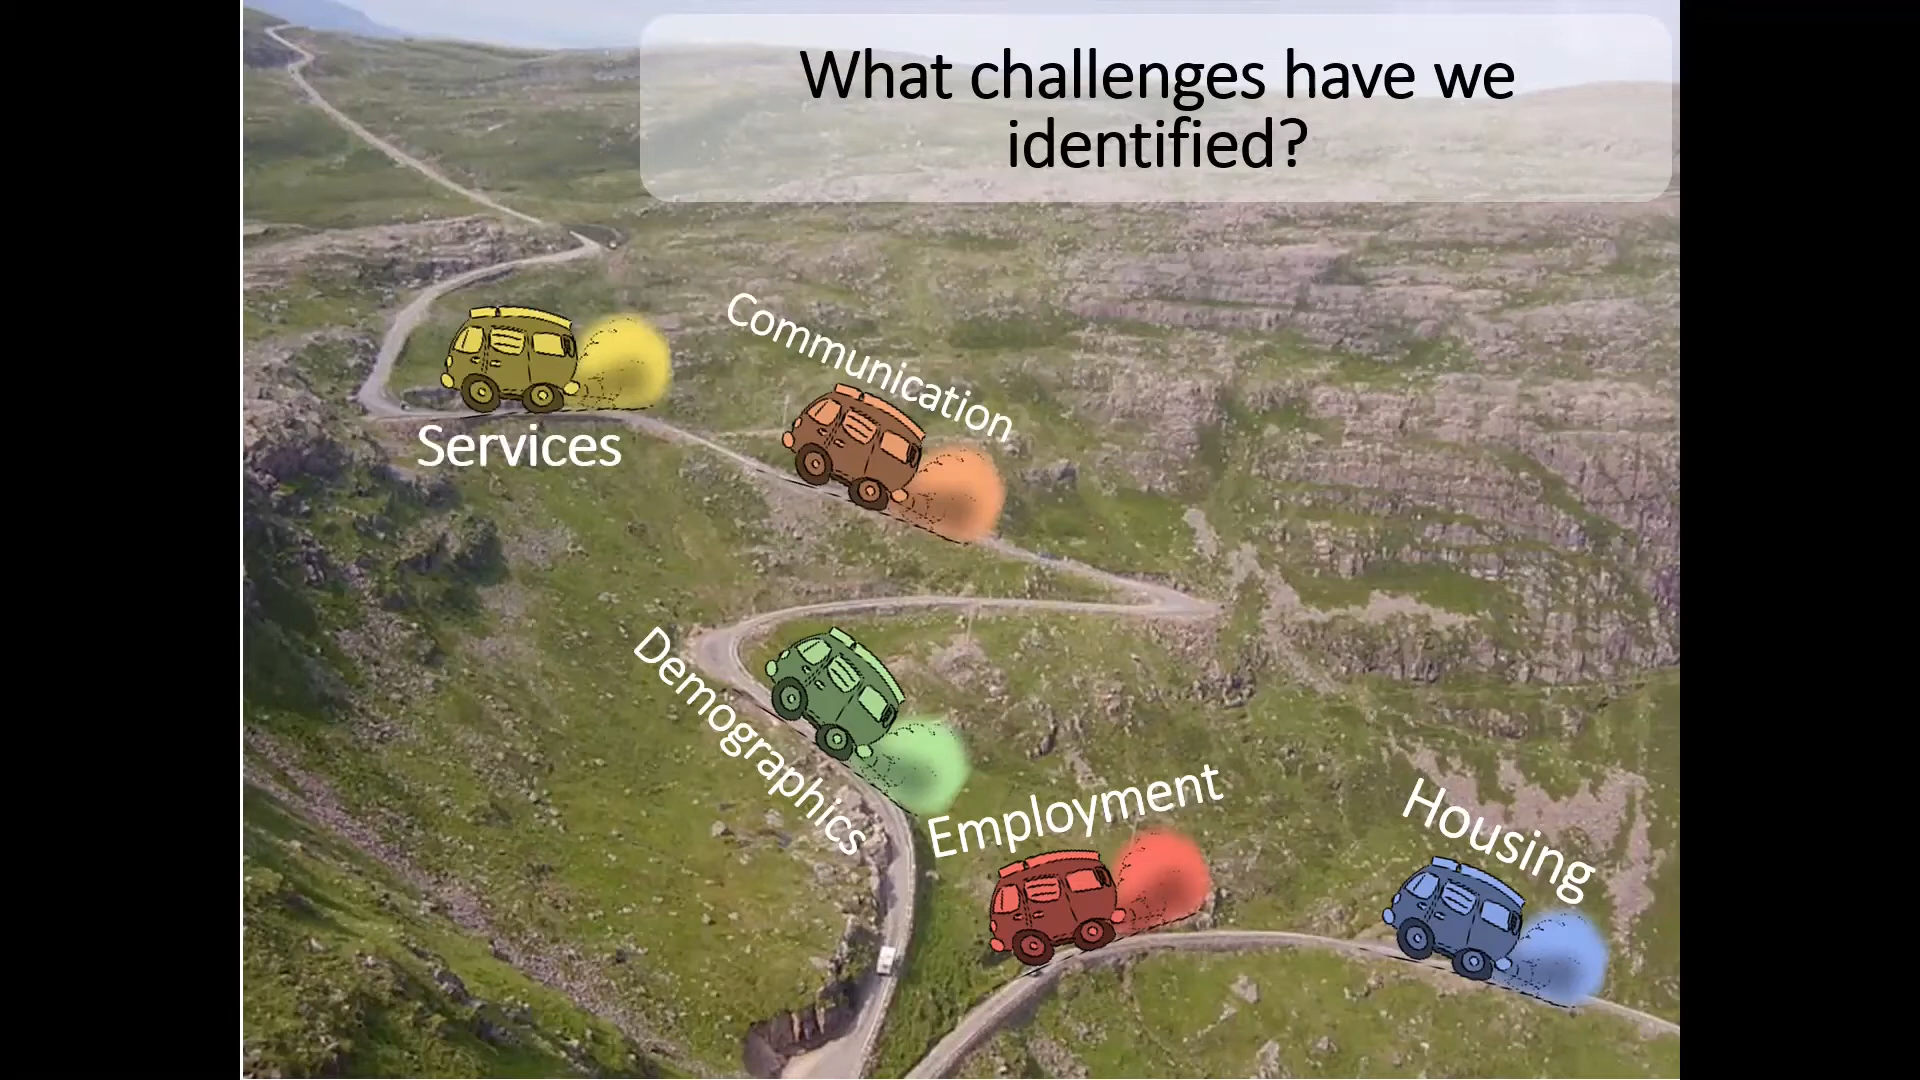 What challenges have we
identified?
Communication
Services
Demographics
Employment
Housing